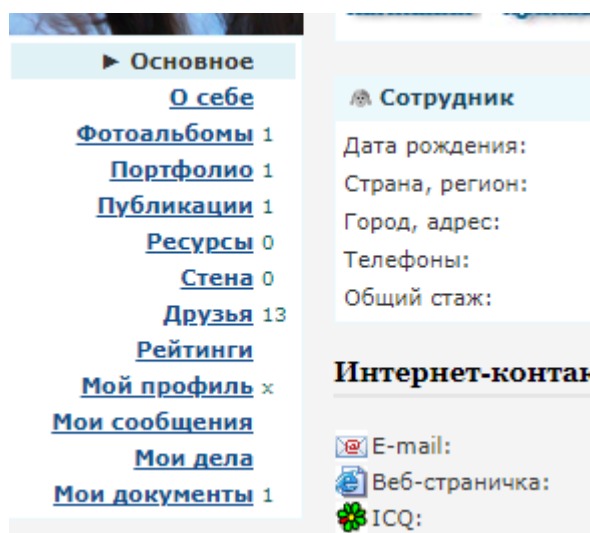 ► Основное
О себе
Фотоальбомы 1
Портфолио 1
Публикации 1
Ресурсы 0
Стена 0
Друзья 13
Рейтинги
Мой профиль x
Мои сообщения
Мои дела
Мои документы 1
Сотрудник
Дата рождения:
Страна, регион:
Город, адрес:
Телефоны:
Общий стаж:
E-mail:
Веб-страничка:
ICQ: